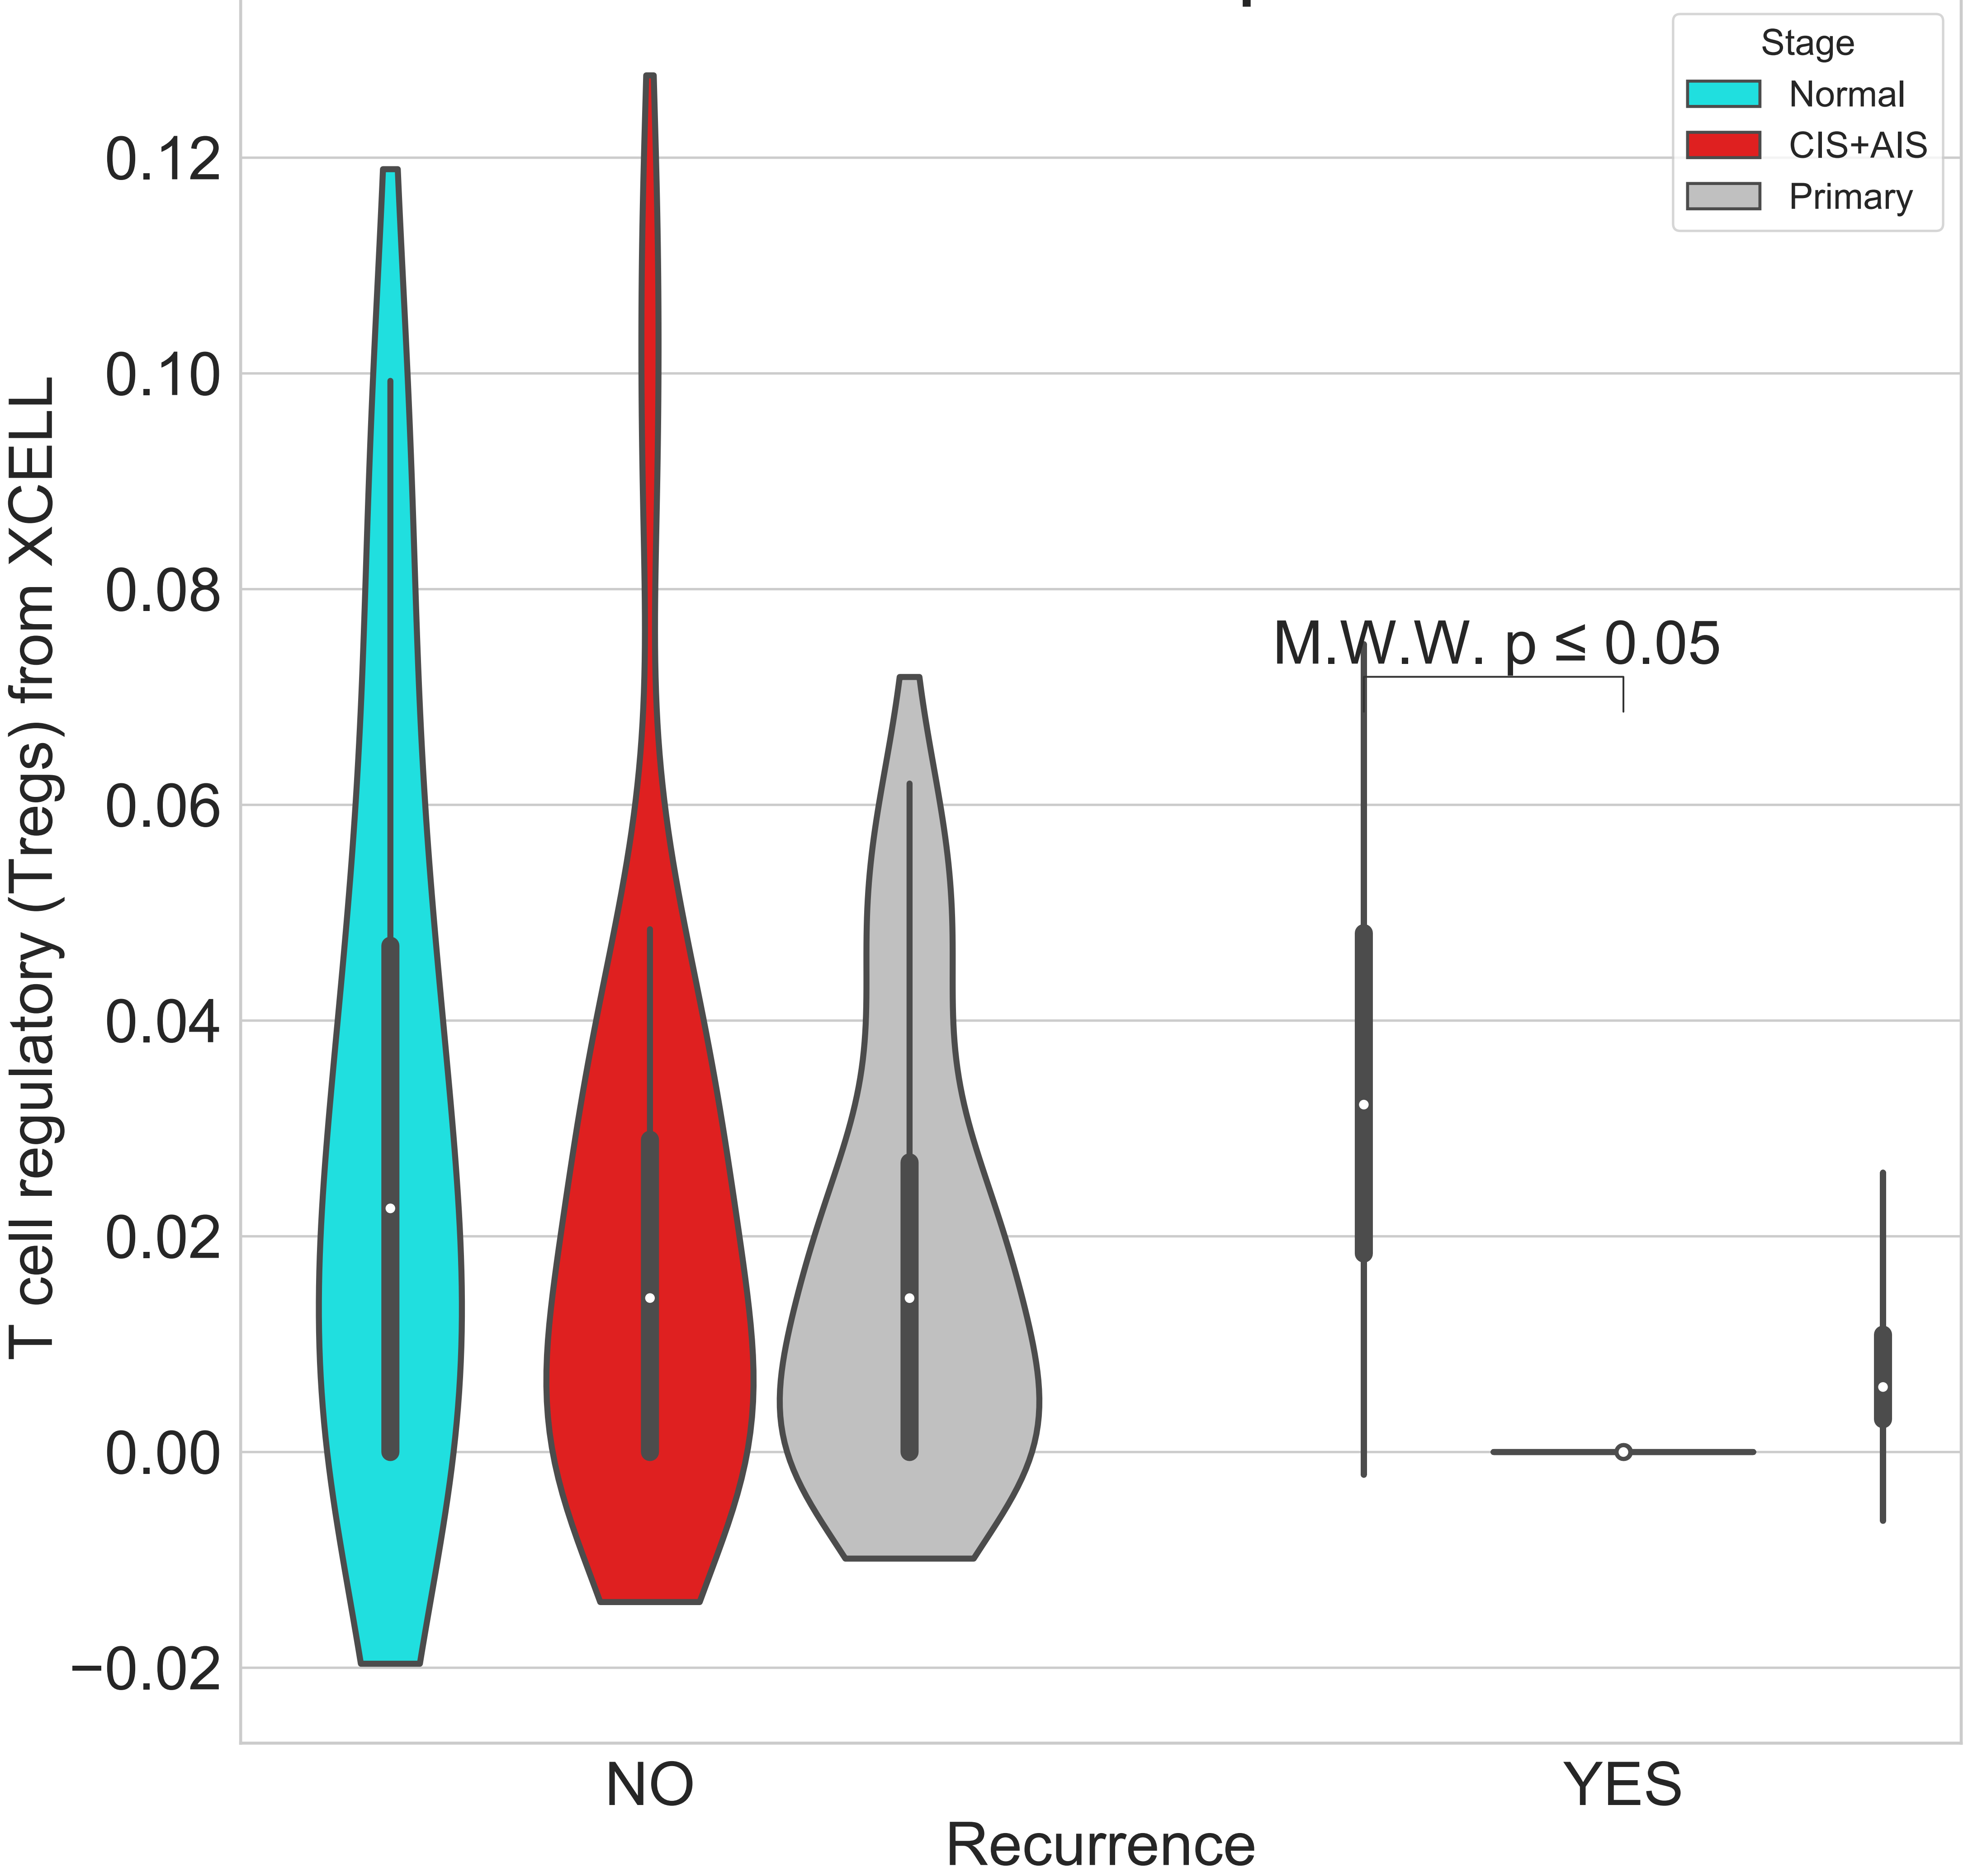 Stage
Normal
CIS+AIS
Primary
0.12
0.10
0.08
0.06
0.04
0.02
0.00
−0.02
T cell regulatory (Tregs) from XCELL
M.W.W. p ≤ 0.05
NO
YES
Recurrence